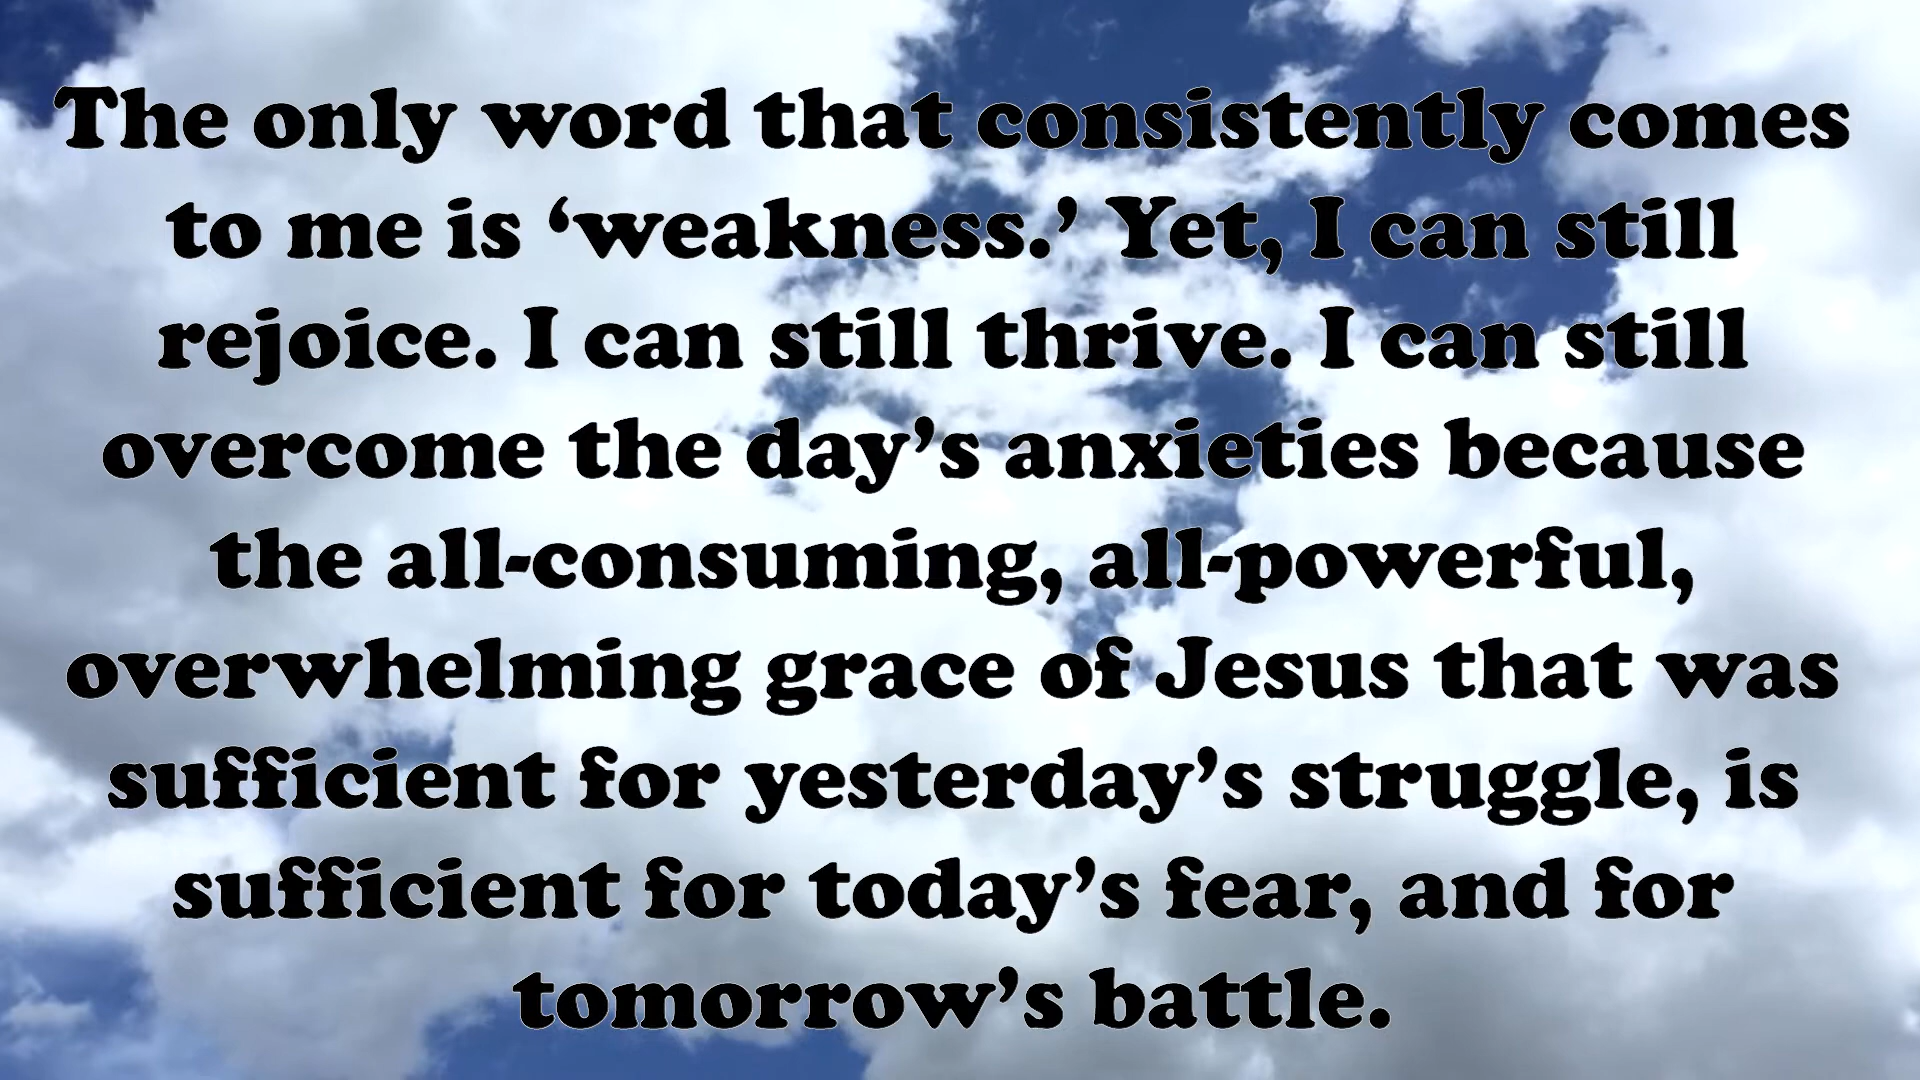 The only word that consistently comes
to me is ‘weakness.’ Yet, I can still
rejoice. I can still thrive. I can still
overcome the day’s anxieties because
the all-consuming, all-powerful,
overwhelming grace of Jesus that was
sufficient for yesterday’s struggle, is
sufficient for today’s fear, and for
tomorrow’s battle.